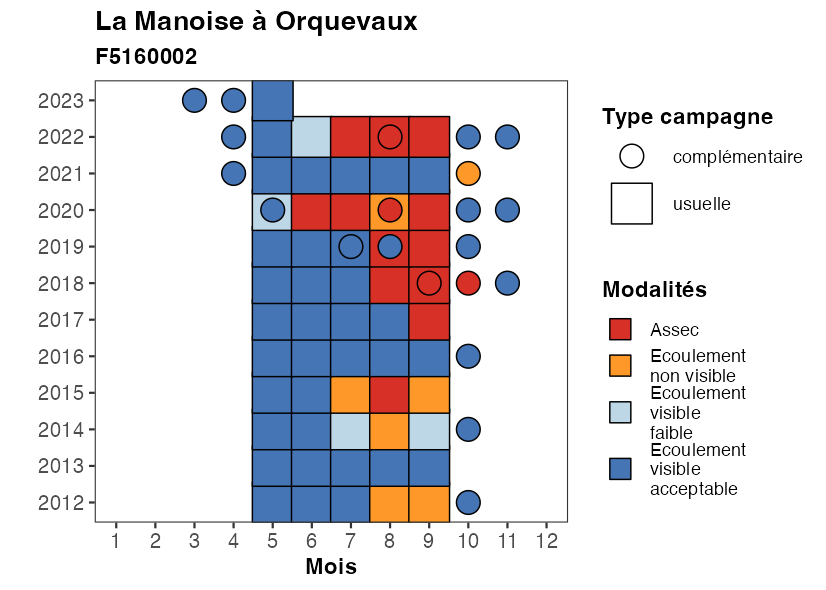 La Manoise à Orquevaux
F5160002
2023
2022
2021
2020
2019
2018
2017
2016
2015
2014
2013
2012
1 2 3 4 5 6 7 8 9 10 11 12
Mois
Type campagne
complémentaire
usuelle
Modalités
Assec
Ecoulement
non visible
Ecoulement
visible
faible
Ecoulement
visible
acceptable